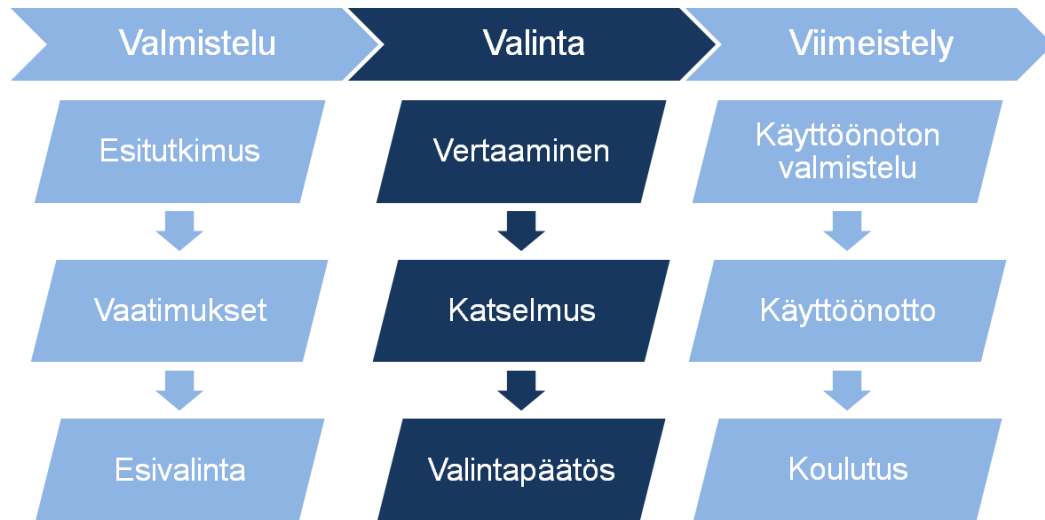 Valmistelu
Valinta
Viimeistely
Esitutkimus
Vertaaminen
Käyttöönoton
valmistelu
Vaatimukset
Katselmus
Käyttöönotto
Esivalinta
Valintapäätös
Koulutus